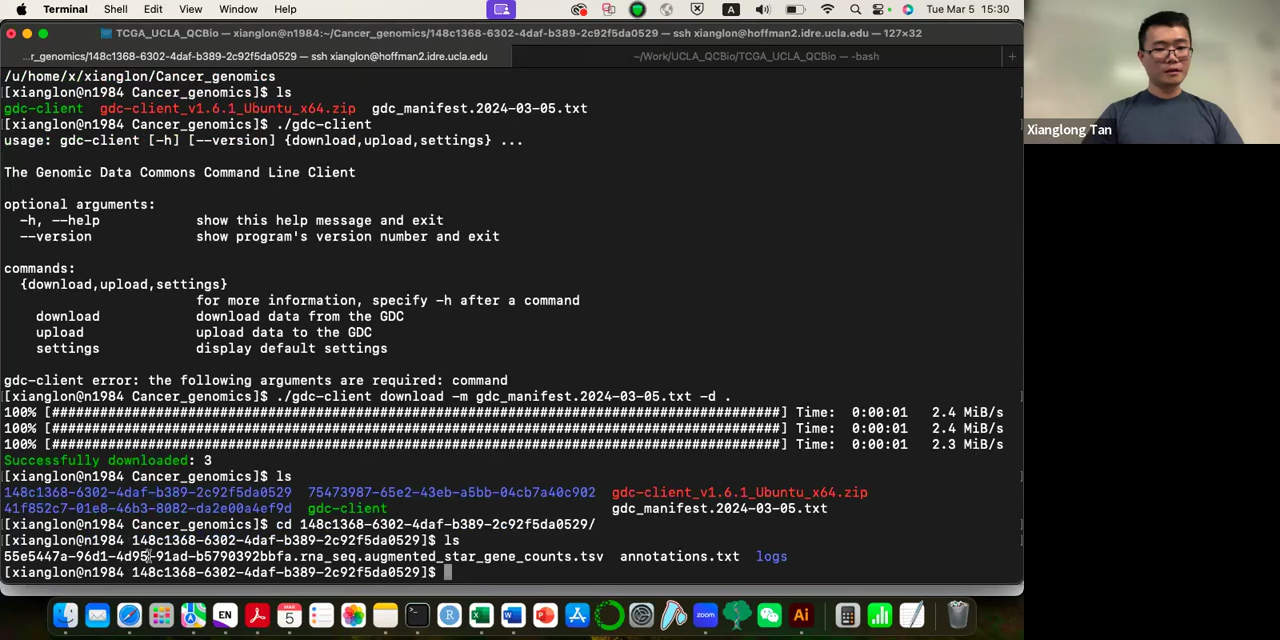 Terminal Shell Edit View Window Help A Tue Mar 5 15:30
TCGA_UCLA_QCBio — xianglon@n1984:~/Cancer_genomics/148c1368-6302-4daf-b389-2c92f5da0529 — ssh xianglon@hoffman2.idre.ucla.edu — 127×32
...r_genomics/148c1368-6302-4daf-b389-2c92f5da0529 — ssh xianglon@hoffman2.idre.ucla.edu ~/Work/UCLA_QCBio/TCGA_UCLA_QCBio — -bash +
/u/home/x/xianglon/Cancer_genomics
[xianglon@n1984 Cancer_genomics]$ ls
gdc-client gdc-client_v1.6.1_Ubuntu_x64.zip gdc_manifest.2024-03-05.txt
[xianglon@n1984 Cancer_genomics]$ ./gdc-client
usage: gdc-client [-h] [--version] {download,upload,settings} ...
The Genomic Data Commons Command Line Client
optional arguments:
-h, --help show this help message and exit
--version show program's version number and exit
commands:
{download,upload,settings}
for more information, specify -h after a command
download download data from the GDC
upload upload data to the GDC
settings display default settings
gdc-client error: the following arguments are required: command
[xianglon@n1984 Cancer_genomics]$ ./gdc-client download -m gdc_manifest.2024-03-05.txt -d .
100% [###########################################################################################] Time: 0:00:01 2.4 MiB/s
100% [###########################################################################################] Time: 0:00:01 2.4 MiB/s
100% [###########################################################################################] Time: 0:00:01 2.3 MiB/s
Successfully downloaded: 3
[xianglon@n1984 Cancer_genomics]$ ls
148c1368-6302-4daf-b389-2c92f5da0529 75473987-65e2-43eb-a5bb-04cb7a40c902 gdc-client_v1.6.1_Ubuntu_x64.zip
41f852c7-01e8-46b3-8082-da2e00a4ef9d gdc-client gdc_manifest.2024-03-05.txt
[xianglon@n1984 Cancer_genomics]$ cd 148c1368-6302-4daf-b389-2c92f5da0529/
[xianglon@n1984 148c1368-6302-4daf-b389-2c92f5da0529]$ ls
55e5447a-96d1-4d95-91ad-b5790392bbfa.rna_seq.augmented_star_gene_counts.tsv annotations.txt logs
[xianglon@n1984 148c1368-6302-4daf-b389-2c92f5da0529]$
Xianglong Tan
EN MAR 5 R X W P zoom Ai